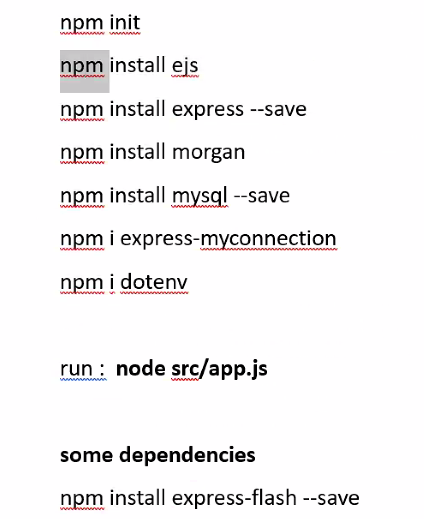 npm init
npm install ejs
npm install express --save
npm install morgan
npm install mysql --save
npm i express-myconnection
npm i dotenv
run : node src/app.js
some dependencies
npm install express-flash --save